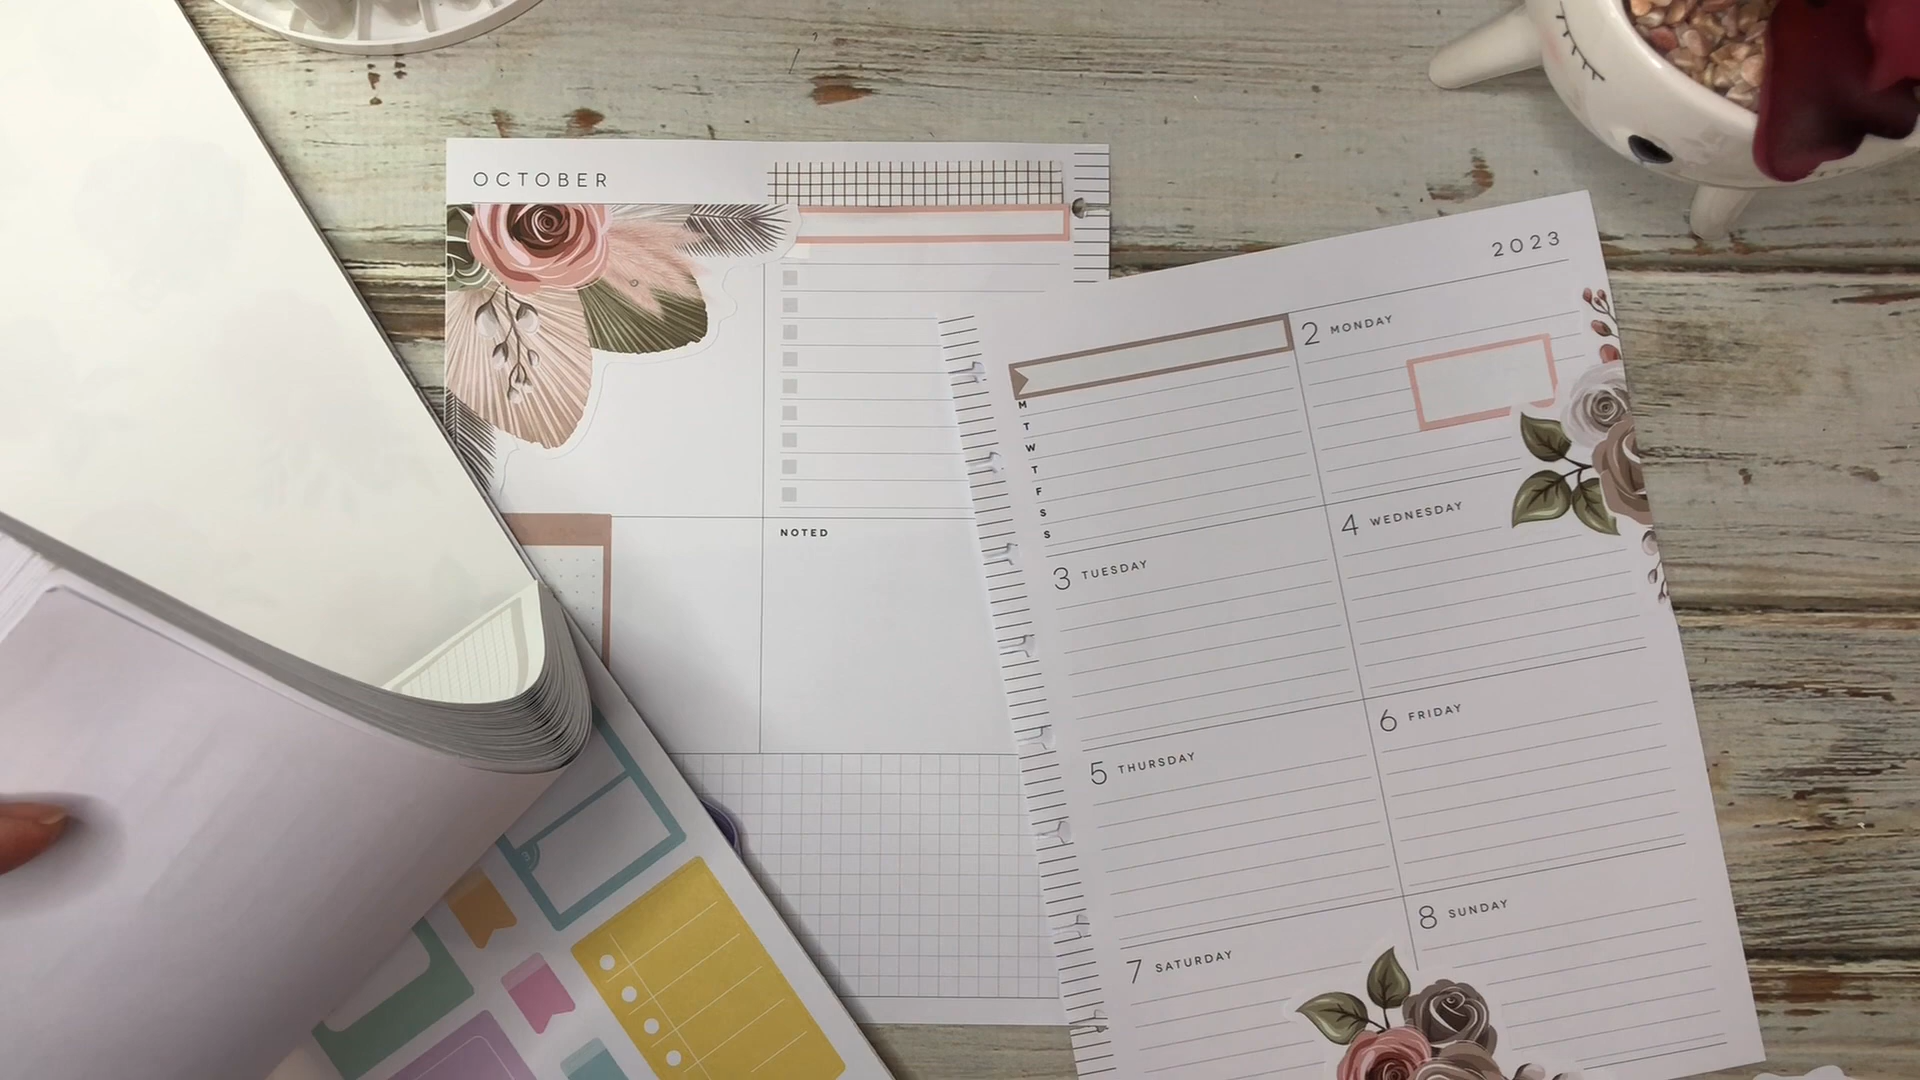 OCTOBER
NOTED
2023
M
T
W
T
F
S
S
2 MONDAY
3 TUESDAY
4 WEDNESDAY
5 THURSDAY
6 FRIDAY
7 SATURDAY
8 SUNDAY